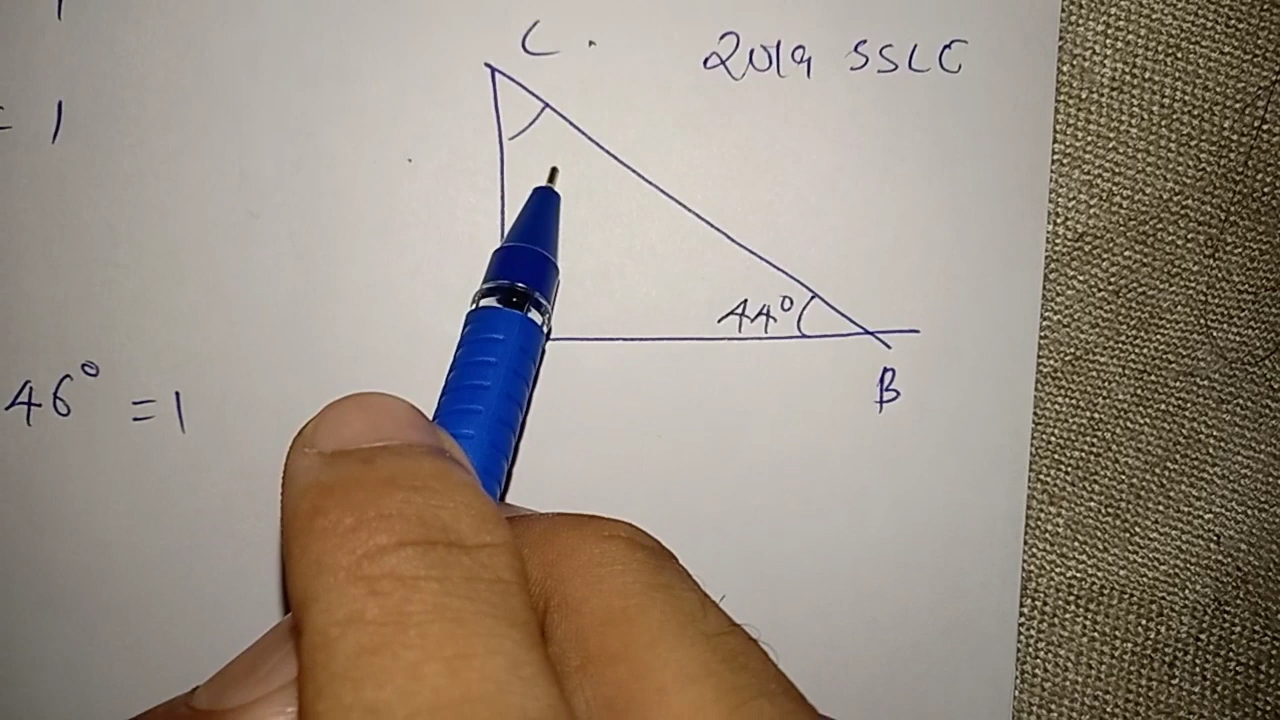 C.
2019 SSLC
= 1
44°
B
46° = 1